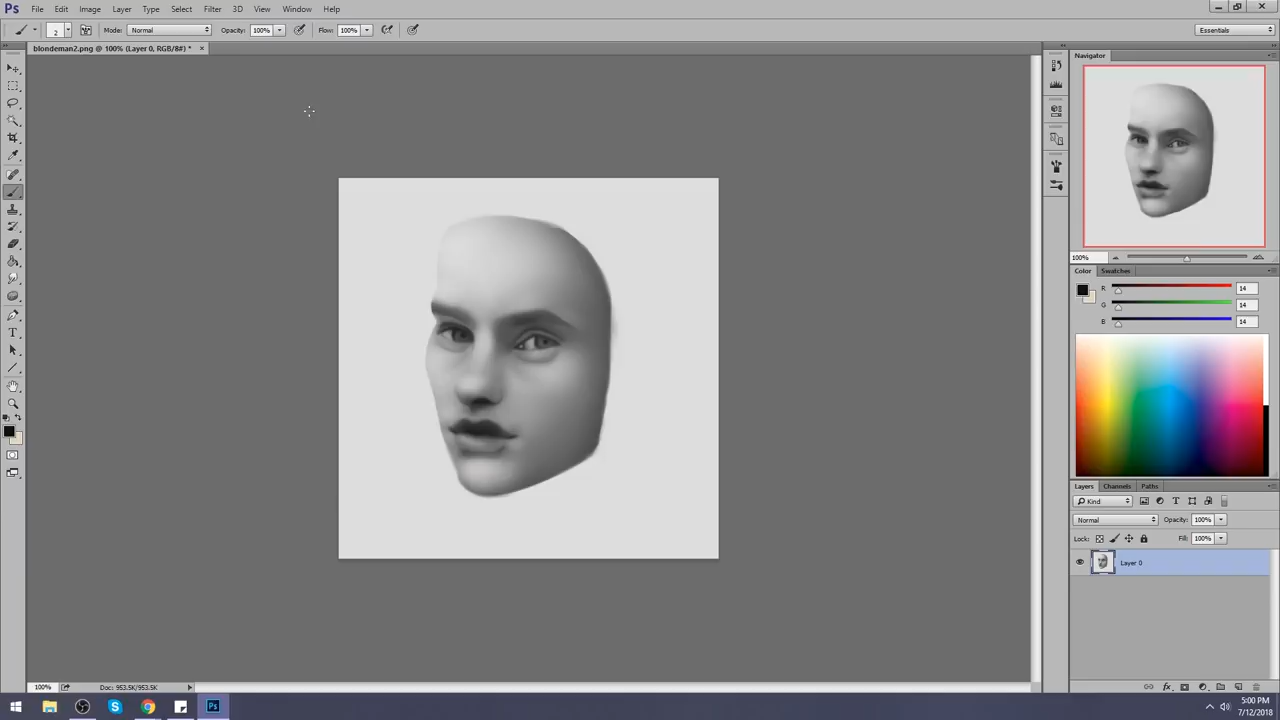 Ps File Edit Image Layer Type Select Filter 3D View Window Help
2 Mode: Normal Opacity: 100% Flow: 100% Essentials
blondeman2.png @ 100% (Layer 0, RGB/8#) * ×
Navigator
100%
Color Swatches
R 14
G 14
B 14
Layers Channels Paths
Kind
Normal Opacity: 100%
Lock: Fill: 100%
Layer 0
100% Doc: 953.5K/953.5K
5:00 PM
7/12/2018